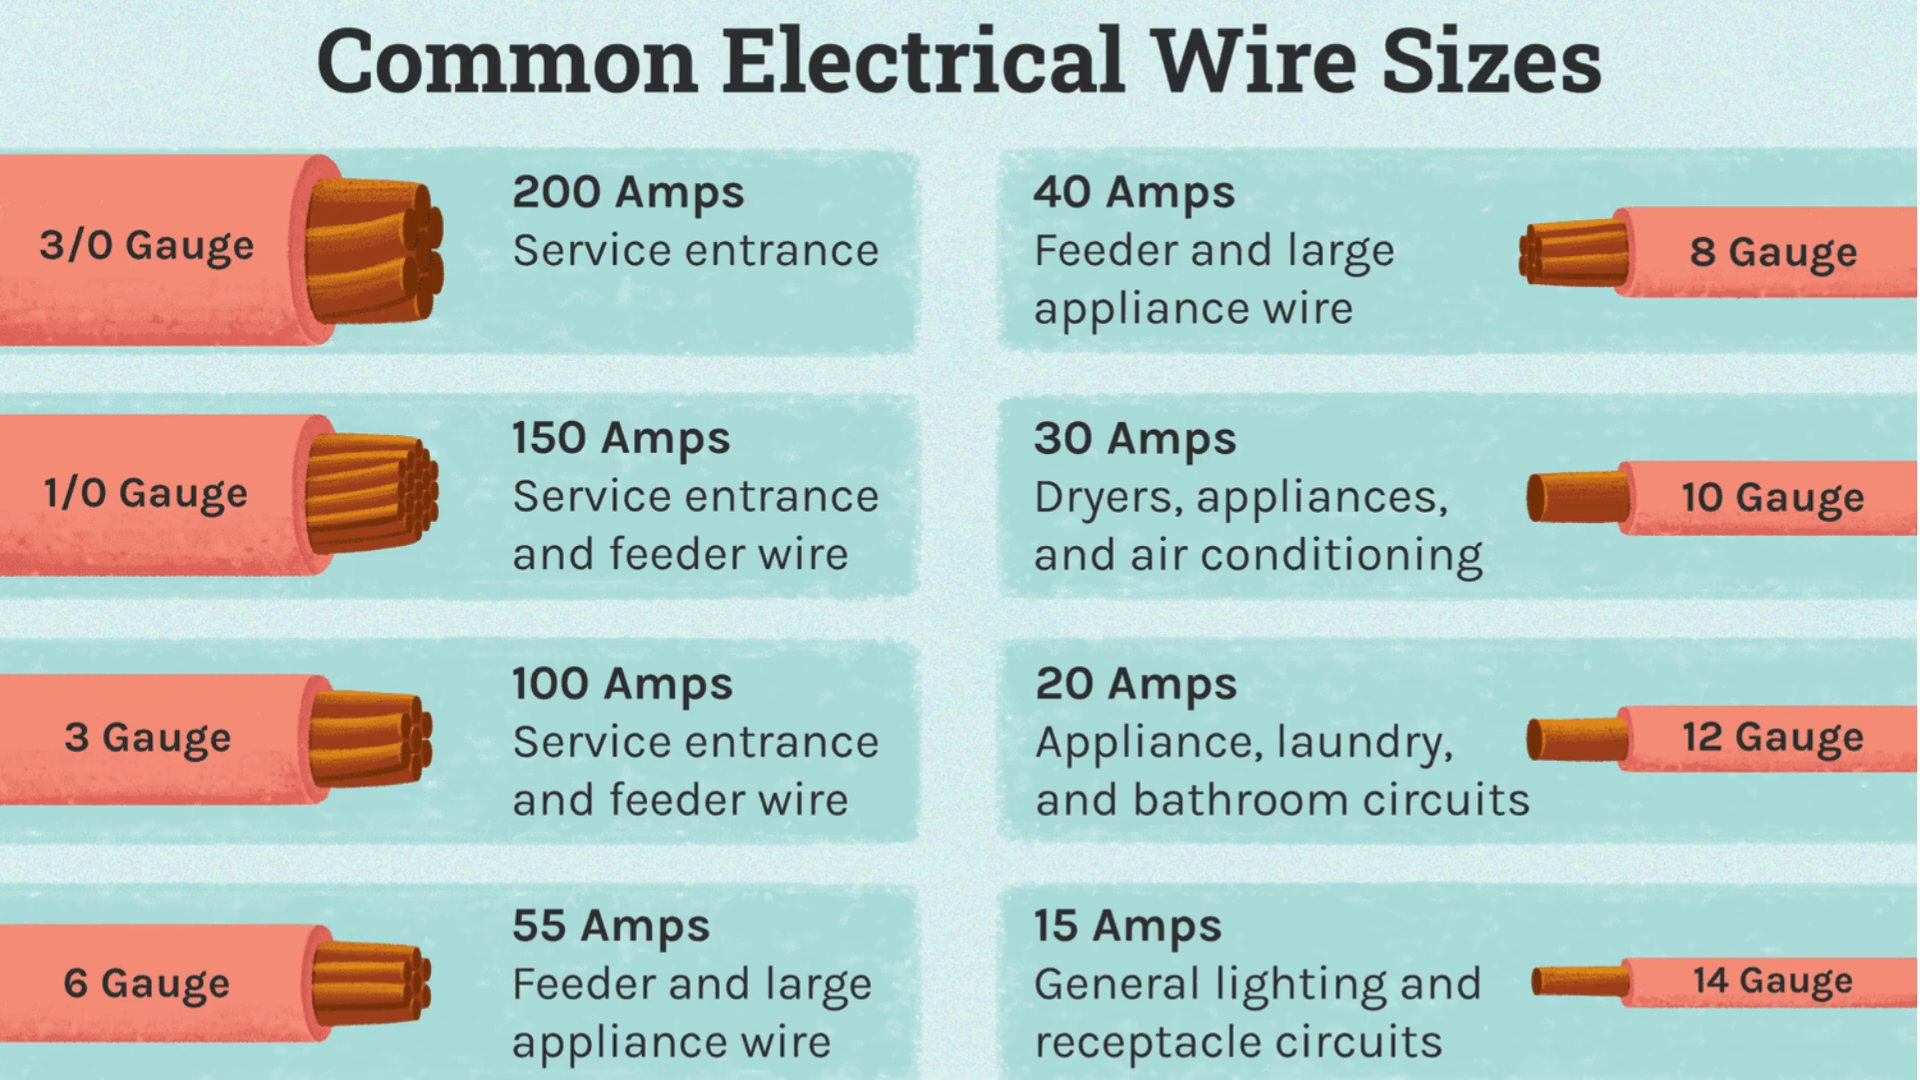 Common Electrical Wire Sizes
3/0 Gauge
200 Amps
Service entrance
1/0 Gauge
150 Amps
Service entrance
and feeder wire
3 Gauge
100 Amps
Service entrance
and feeder wire
6 Gauge
55 Amps
Feeder and large
appliance wire
40 Amps
Feeder and large
appliance wire
8 Gauge
30 Amps
Dryers, appliances,
and air conditioning
10 Gauge
20 Amps
Appliance, laundry,
and bathroom circuits
12 Gauge
15 Amps
General lighting and
receptacle circuits
14 Gauge